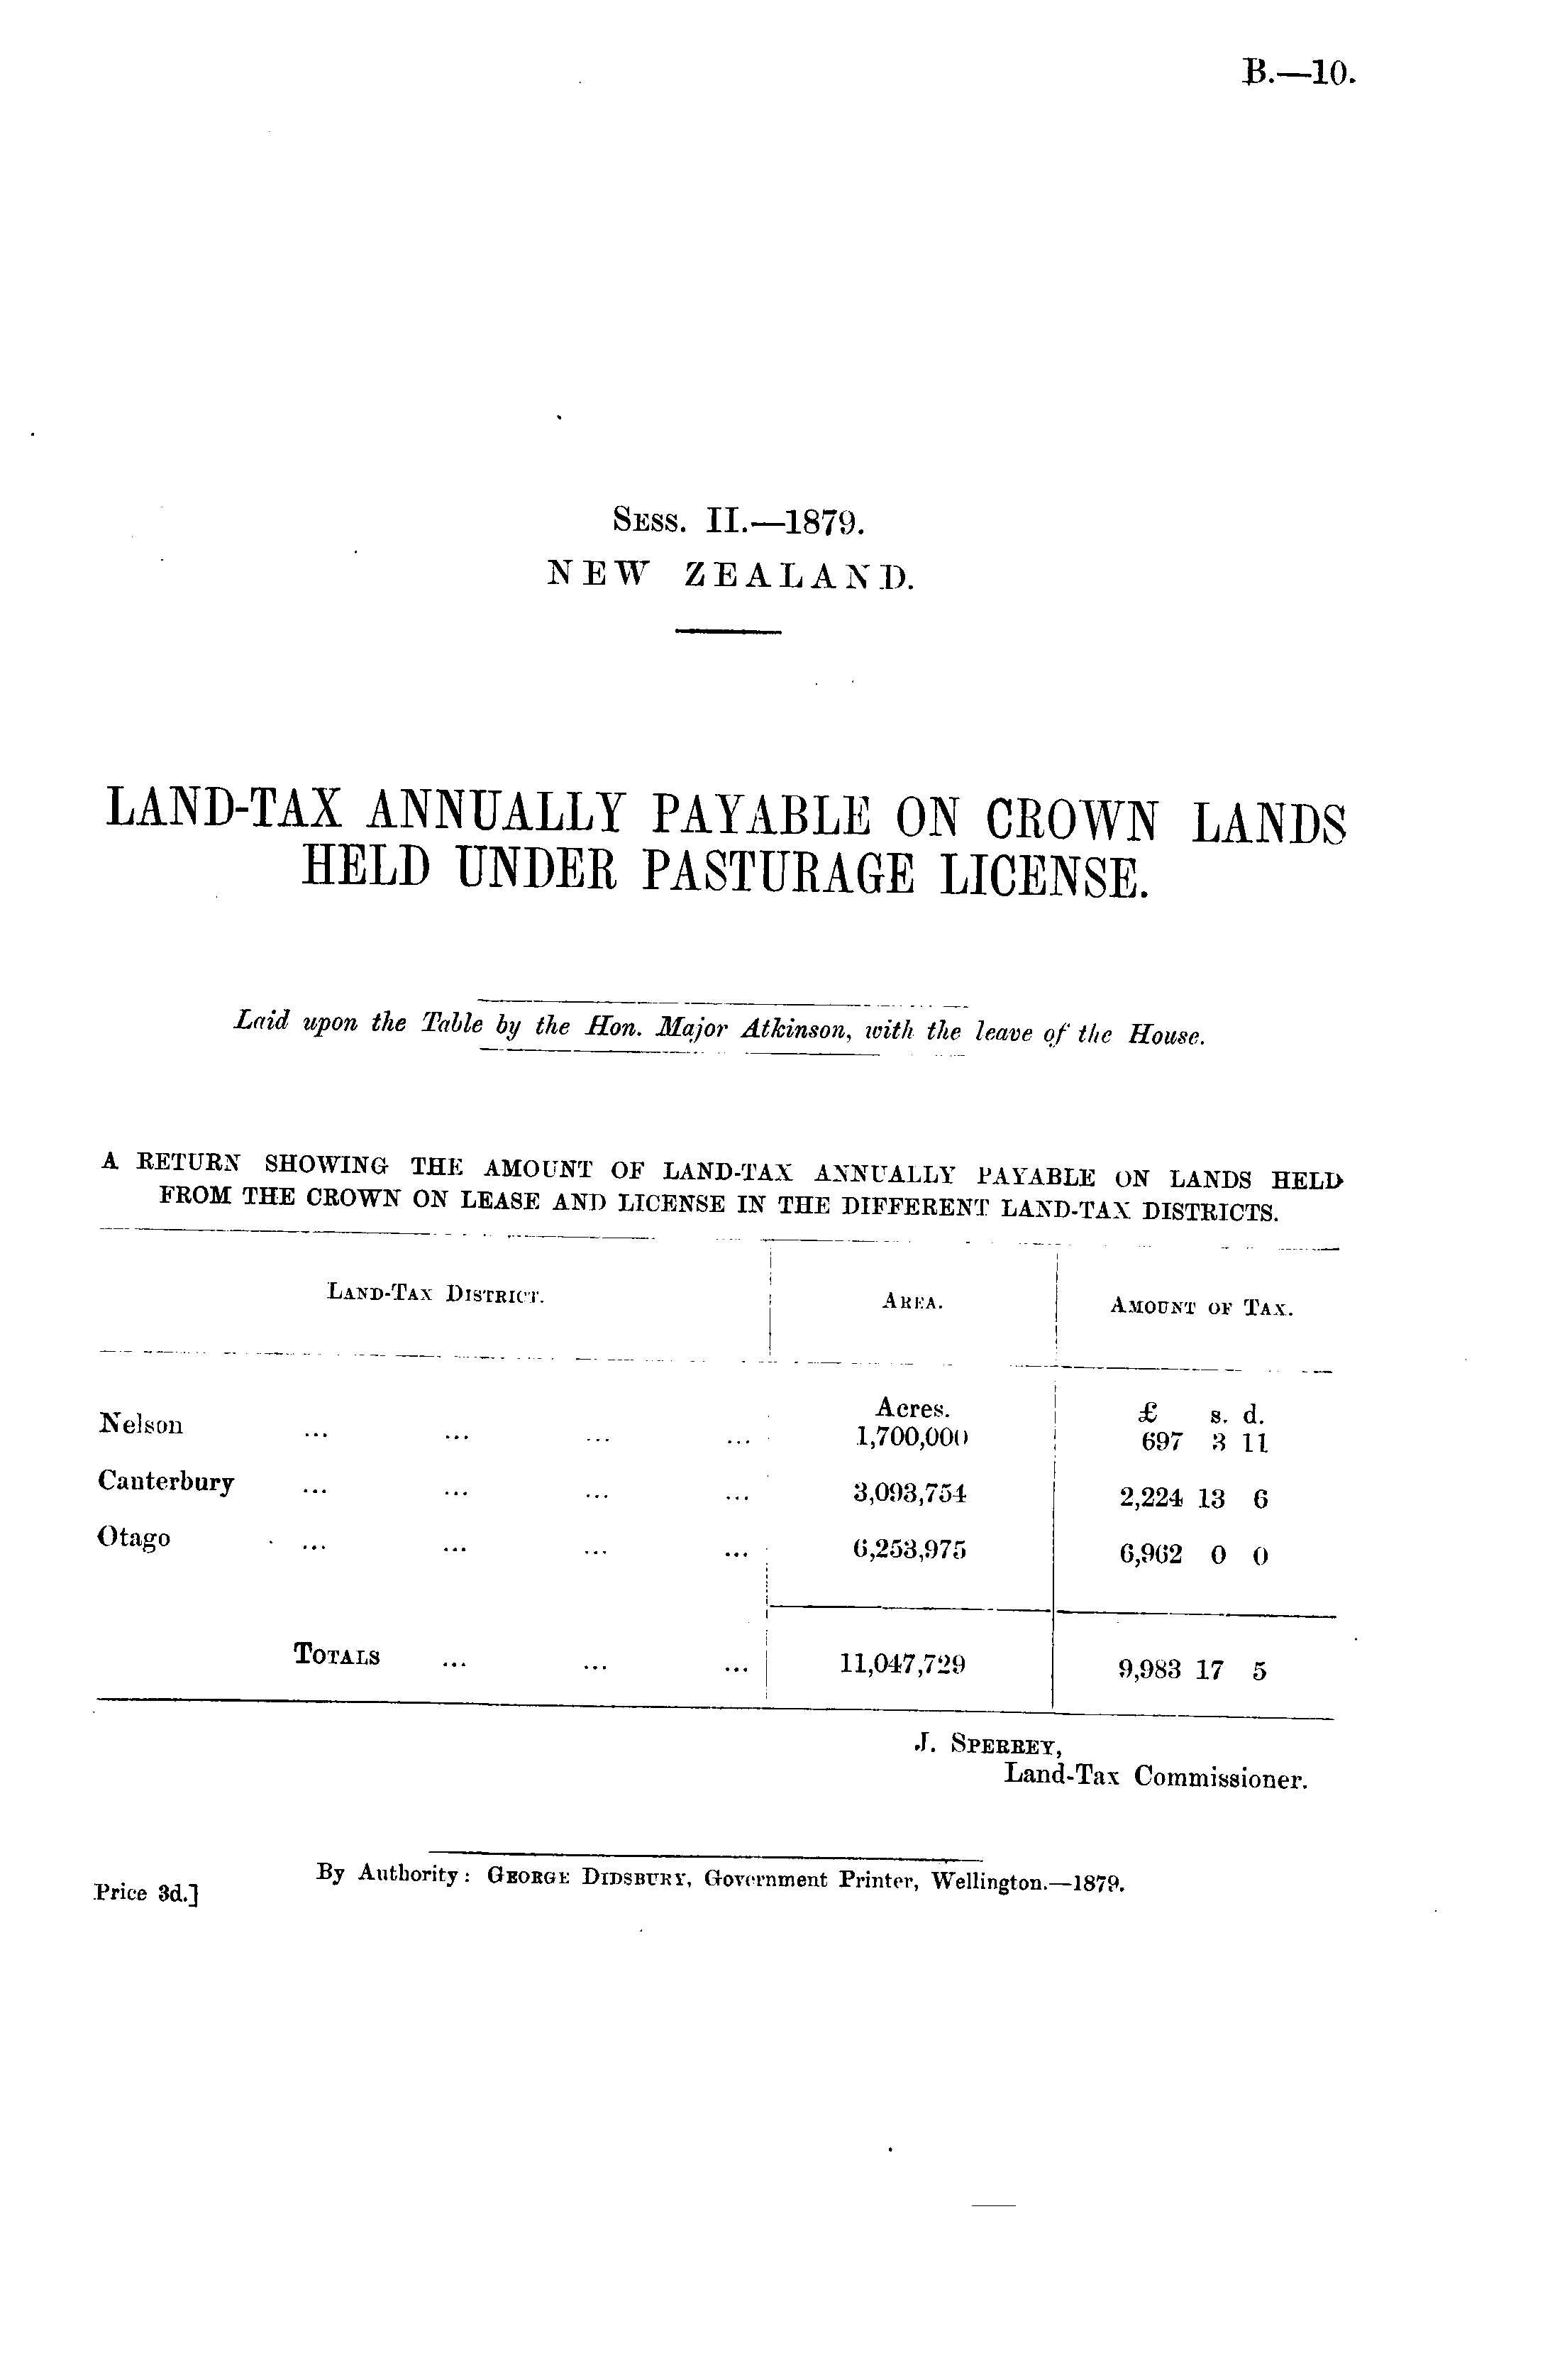 B.—10.
SESS. II.—1879.
NEW ZEALAND.
LAND-TAX ANNUALLY PAYABLE ON CROWN LANDS
HELD UNDER PASTURAGE LICENSE.
Laid upon the Table by the Hon. Major Atkinson, with the leave of the House.
A RETURN SHOWING THE AMOUNT OF LAND-TAX ANNUALLY PAYABLE ON LANDS HELD
FROM THE CROWN ON LEASE AND LICENSE IN THE DIFFERENT LAND-TAX DISTRICTS.
LAND-TAX DISTRICT. AREA. AMOUNT OF TAX.
Acres. £ s. d.
Nelson ... ... ... ... 1,700,000 697 3 11
Canterbury ... ... ... ... 3,093,754 2,224 13 6
Otago ... ... ... ... 6,253,975 6,962 0 0
TOTALS ... ... ... 11,047,729 9,983 17 5
J. SPERREY,
Land-Tax Commissioner.
By Authority: GEORGE DIDSBURY, Government Printer, Wellington.—1879.
Price 3d.]